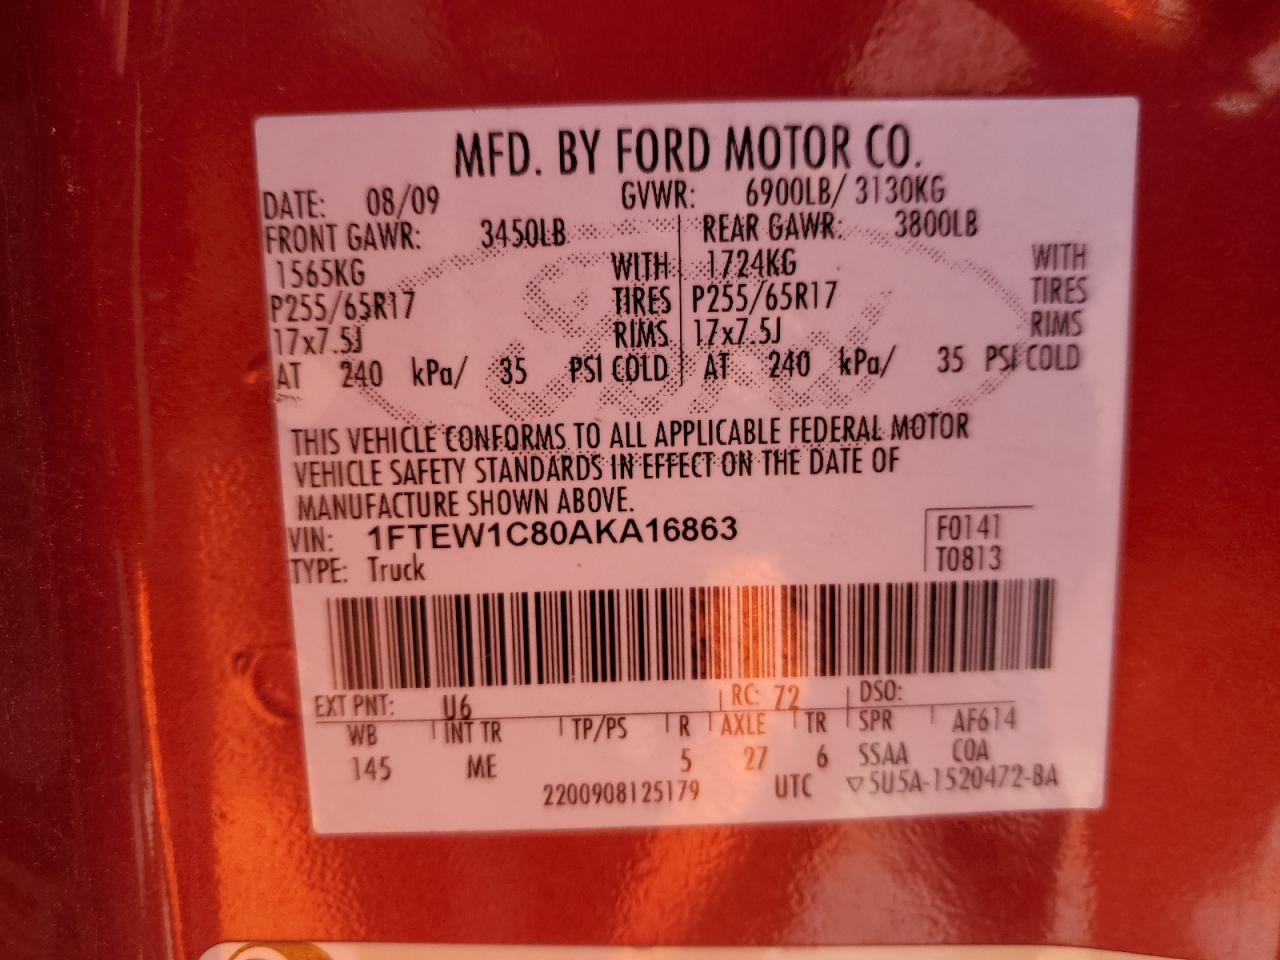 MFD. BY FORD MOTOR CO.
DATE: 08/09 GVWR: 6900LB/ 3130KG
FRONT GAWR: 3450LB REAR GAWR: 3800LB
1565KG WITH 1724KG WITH
P255/65R17 TIRES P255/65R17 TIRES
17x7.5J RIMS 17x7.5J RIMS
AT 240 kPa/ 35 PSI COLD AT 240 kPa/ 35 PSI COLD
THIS VEHICLE CONFORMS TO ALL APPLICABLE FEDERAL MOTOR
VEHICLE SAFETY STANDARDS IN EFFECT ON THE DATE OF
MANUFACTURE SHOWN ABOVE.
VIN: 1FTEW1C80AKA16863 F0141
TYPE: Truck T0813
EXT PNT: U6 RC: 72 DSO:
WB INT TR TP/PS R AXLE TR SPR AF614
145 ME 5 27 6 SSAA COA
2200908125179 UTC ▽5U5A-1520472-BA